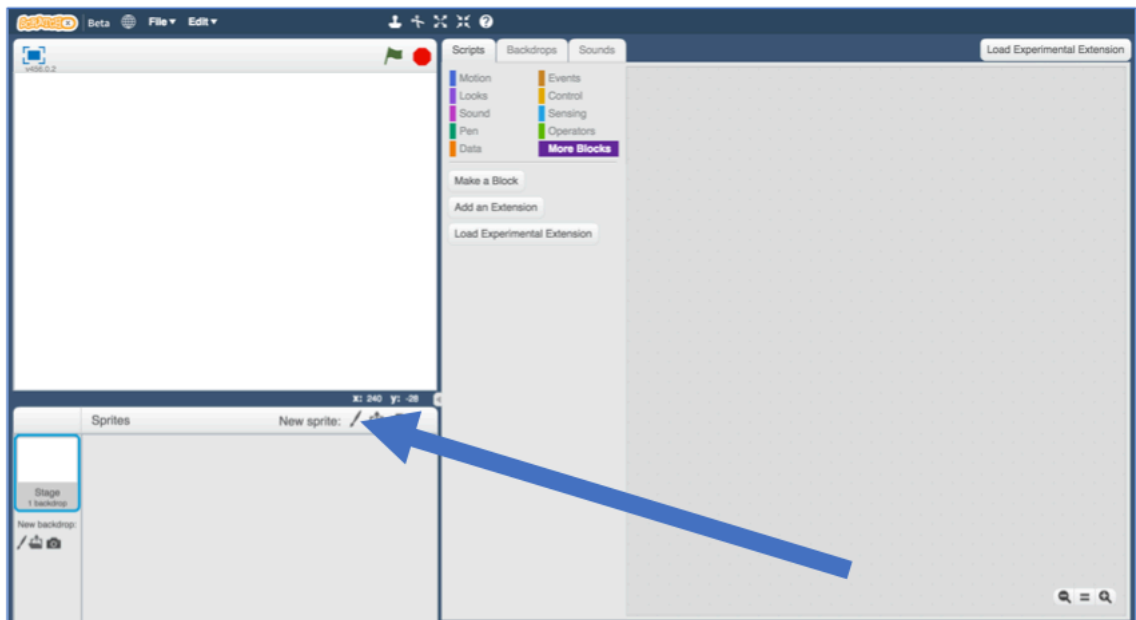 Beta File Edit
v456.0.2
Scripts Backdrops Sounds
Load Experimental Extension
Motion Events
Looks Control
Sound Sensing
Pen Operators
Data More Blocks
Make a Block
Add an Extension
Load Experimental Extension
x: 240 y: -28
Sprites New sprite:
Stage
1 backdrop
New backdrop: